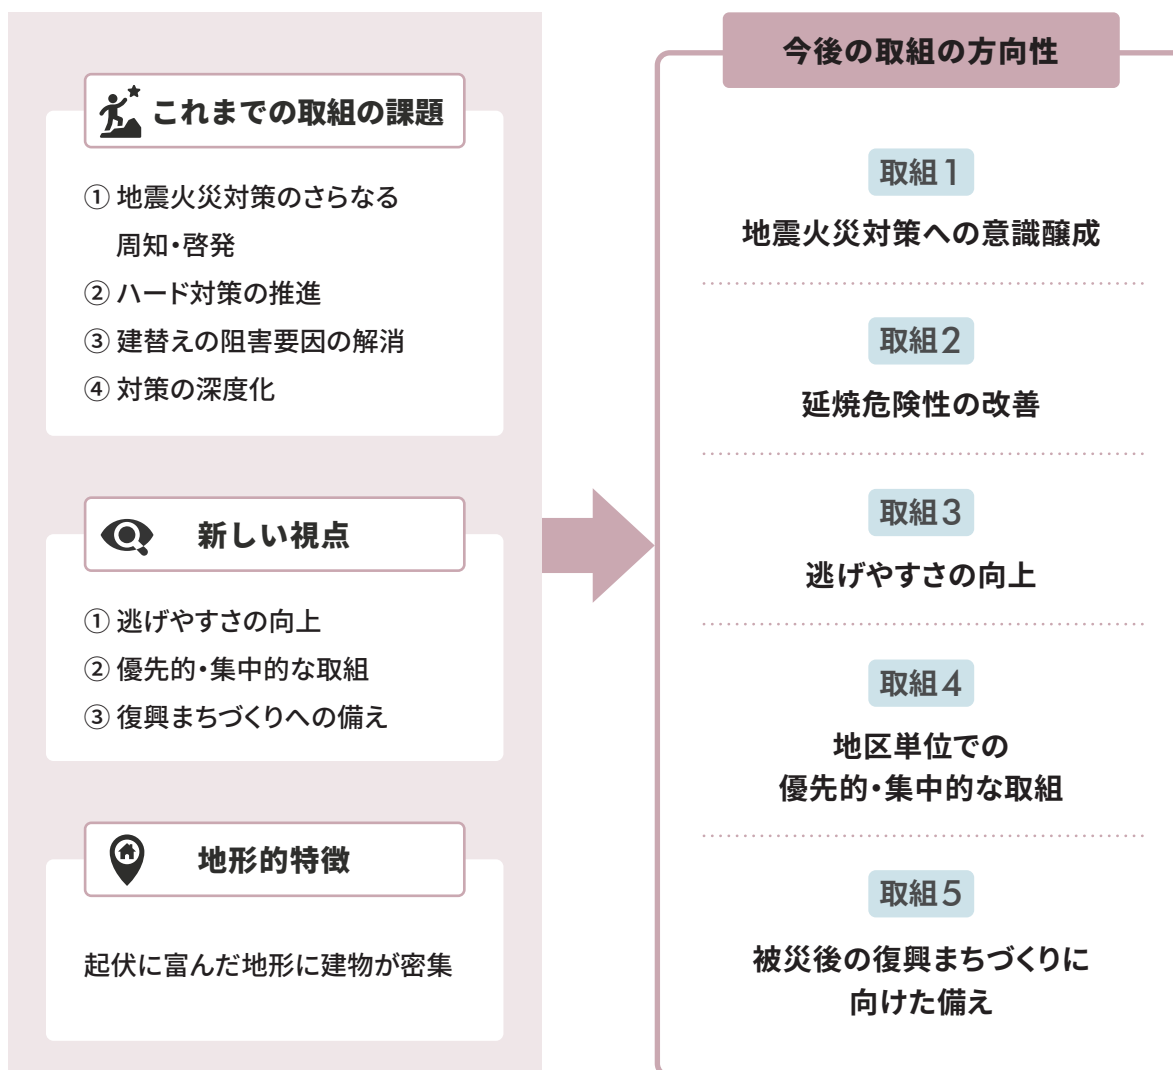 これまでの取組の課題
① 地震火災対策のさらなる
周知・啓発
② ハード対策の推進
③ 建替えの阻害要因の解消
④ 対策の深度化
新しい視点
① 逃げやすさの向上
② 優先的・集中的な取組
③ 復興まちづくりへの備え
地形的特徴
起伏に富んだ地形に建物が密集
今後の取組の方向性
取組1
地震火災対策への意識醸成
取組2
延焼危険性の改善
取組3
逃げやすさの向上
取組4
地区単位での
優先的・集中的な取組
取組5
被災後の復興まちづくりに
向けた備え